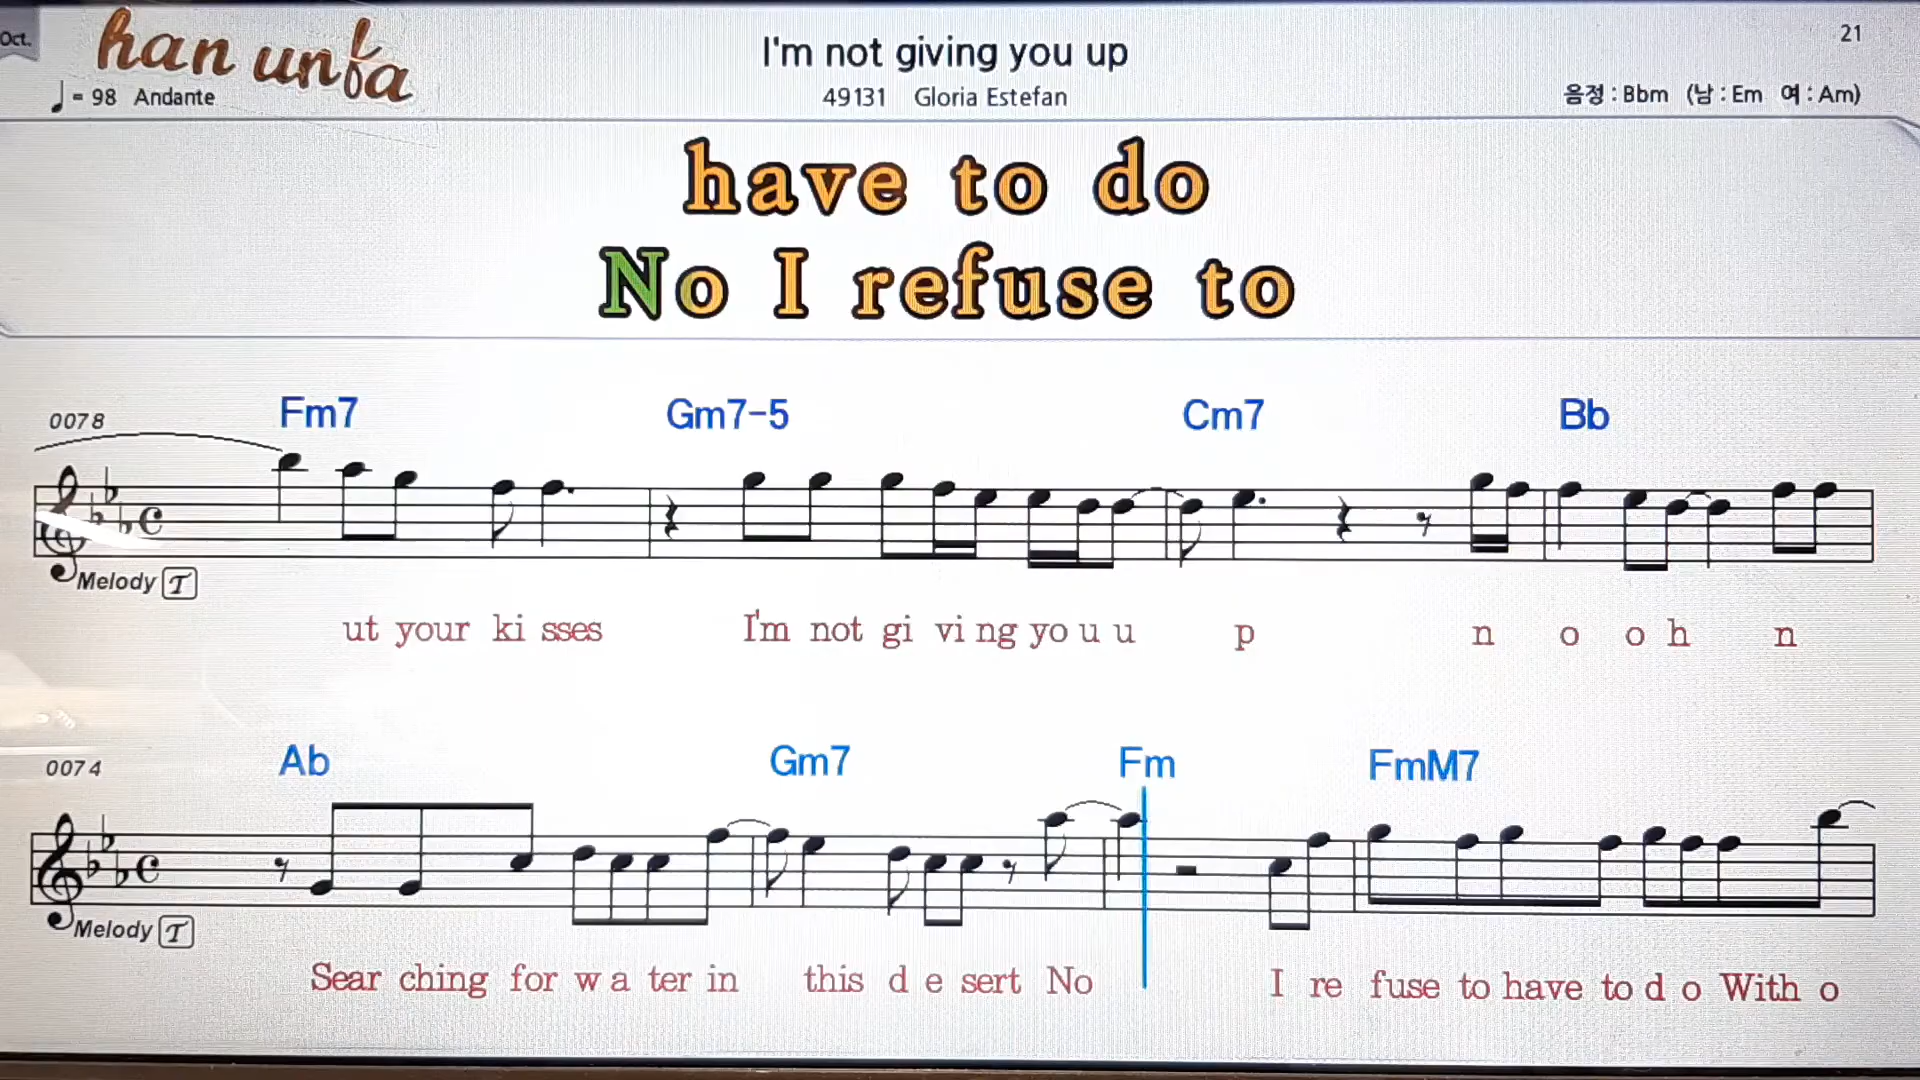 Oct.
han unfa
I'm not giving you up
21
♩ = 98 Andante
49131 Gloria Estefan
음정 : Bbm (남 : Em 여 : Am)
have to do
No I refuse to
0078
Fm7 Gm7-5 Cm7 Bb
Melody T
ut your ki sses I'm not gi vi ng yo u u p n o o h n
0074
Ab Gm7 Fm FmM7
Melody T
Sear ching for w a ter in this d e sert No I re fuse to have to d o With o